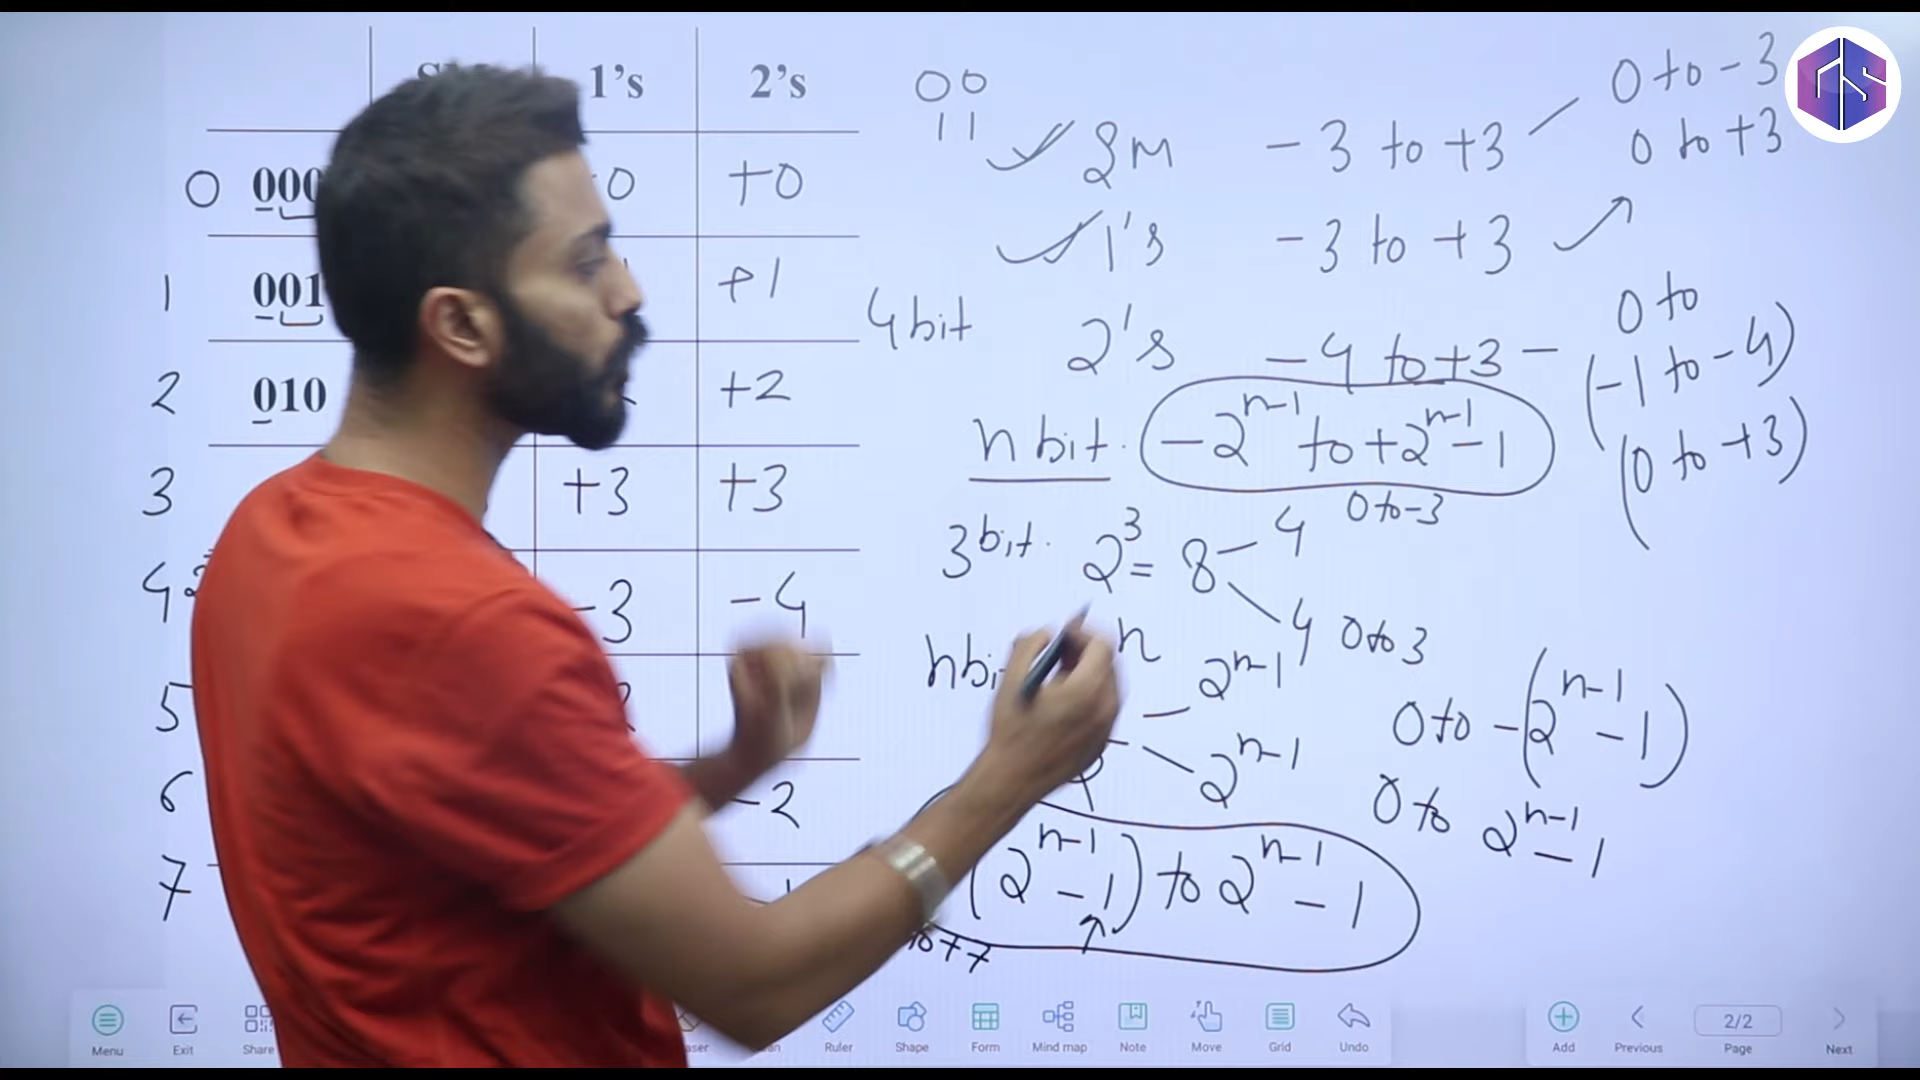 1's 2's
0 000 0 +0
1 001 +1
2 010 +2
3 +3 +3
4 -3 -4
5
6 -2
7
00
11
SM -3 to +3 0 to -3
0 to +3
1's -3 to +3
4 bit 2's -4 to +3 - 0 to
(-1 to -4)
(0 to +3)
n bit. -2^n-1 to +2^n-1 -1
0 to -3
3 bit. 2^3 = 8 4
4 0 to 3
n
2^n-1
2^n-1
0 to -(2^n-1 -1)
0 to 2^n-1 -1
(2^n-1 -1) to 2^n-1 -1
to +7
Menu Exit Share Ruler Shape Form Mind map Note Move Grid Undo Add Previous 2/2 Page Next